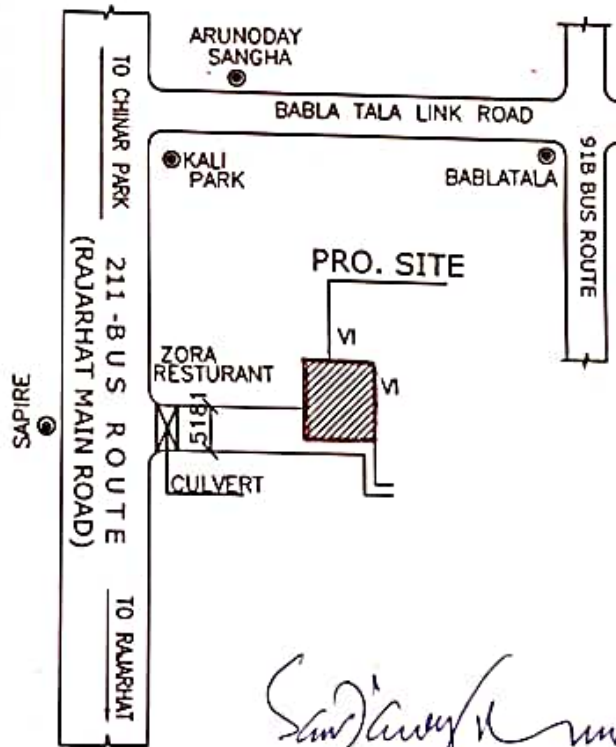 ARUNODAY
SANGHA
BABLA TALA LINK ROAD
TO CHINAR PARK
KALI
PARK
BABLATALA
91B BUS ROUTE
PRO. SITE
211-BUS ROUTE
(RAJARHAT MAIN ROAD)
VI
ZORA
RESTURANT
VI
SAPIRE
5181
CULVERT
TO RAJARHAT